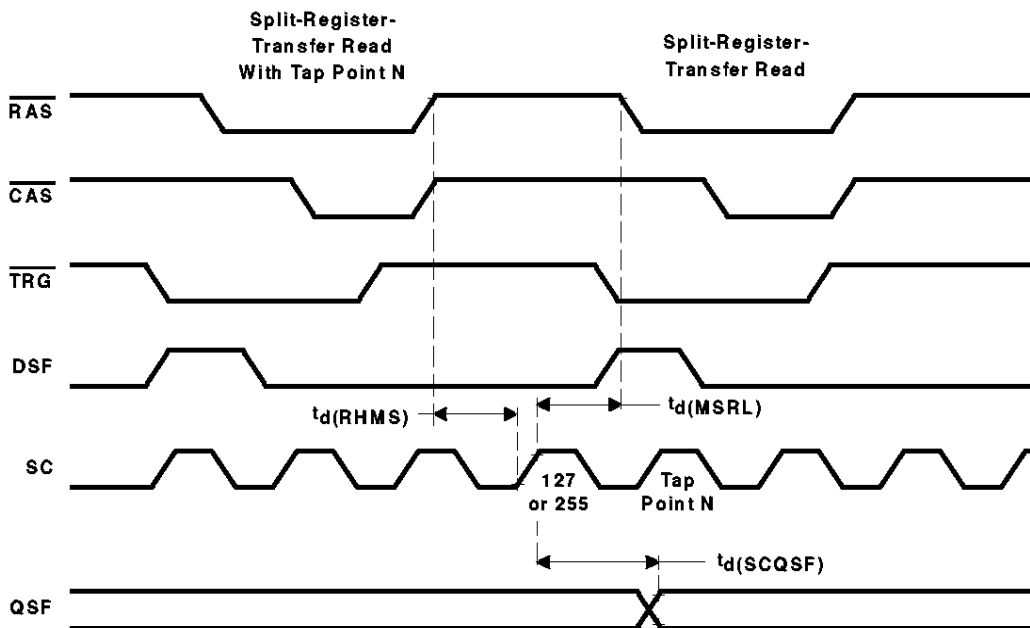 Split-Register-
Transfer Read
With Tap Point N
Split-Register-
Transfer Read
RAS
CAS
TRG
DSF
td(RHMS)
td(MSRL)
SC
127
or 255
Tap
Point N
td(SCQSF)
QSF